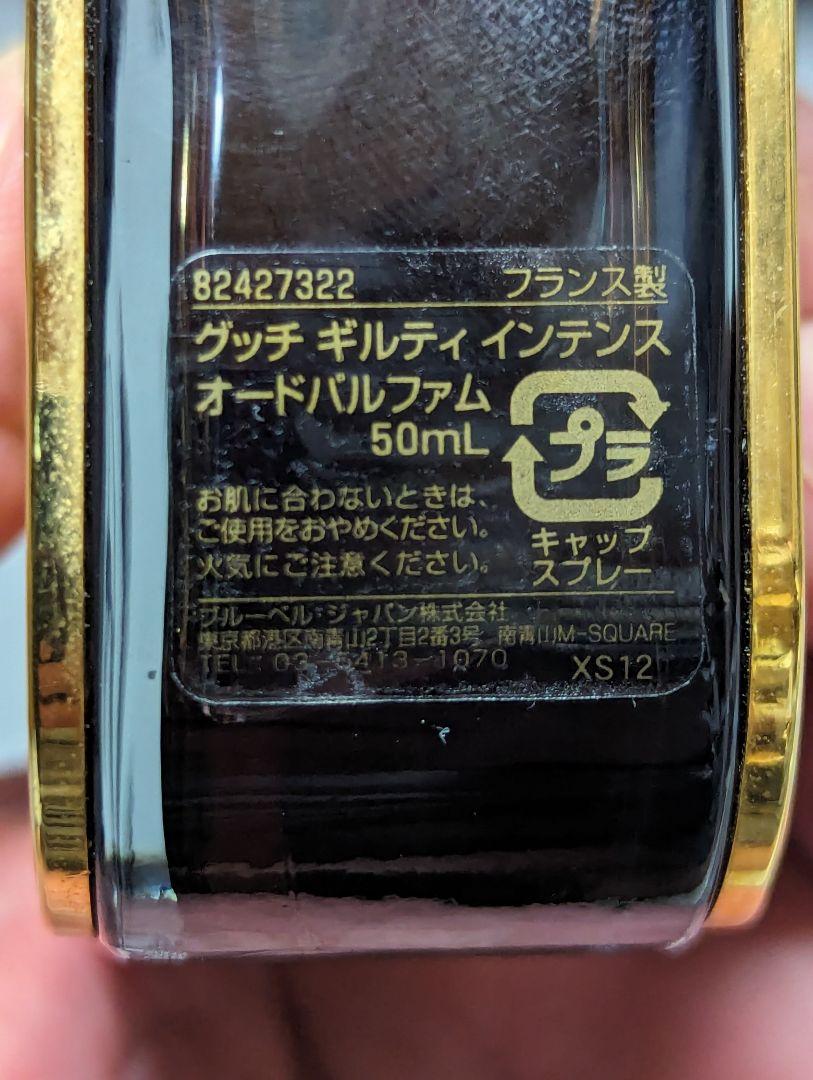 82427322 フランス製
グッチ ギルティ インテンス
オードパルファム
50mL
プラ
キャップ
スプレー
お肌に合わないときは、
ご使用をおやめください。
火気にご注意ください。
ブルーベル・ジャパン株式会社
東京都港区南青山2丁目2番3号 南青山M-SQUARE
TEL: 03-5413-1070 XS12